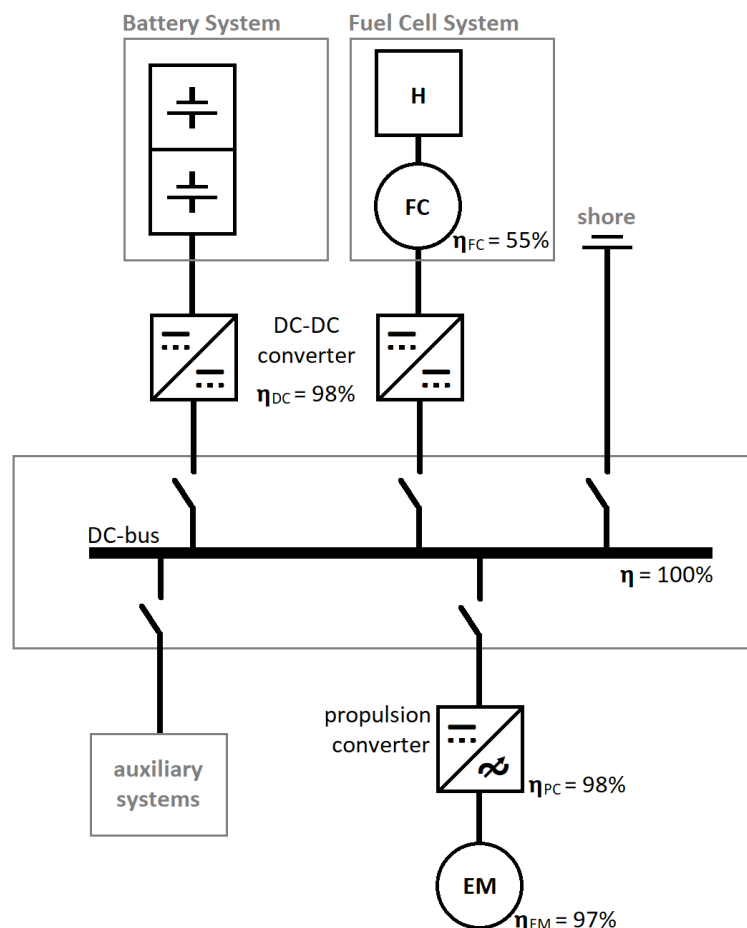 Battery System
Fuel Cell System
H
FC
ηFC = 55%
shore
DC-DC
converter
ηDC = 98%
DC-bus
η = 100%
propulsion
converter
ηPC = 98%
auxiliary
systems
EM
ηEM = 97%